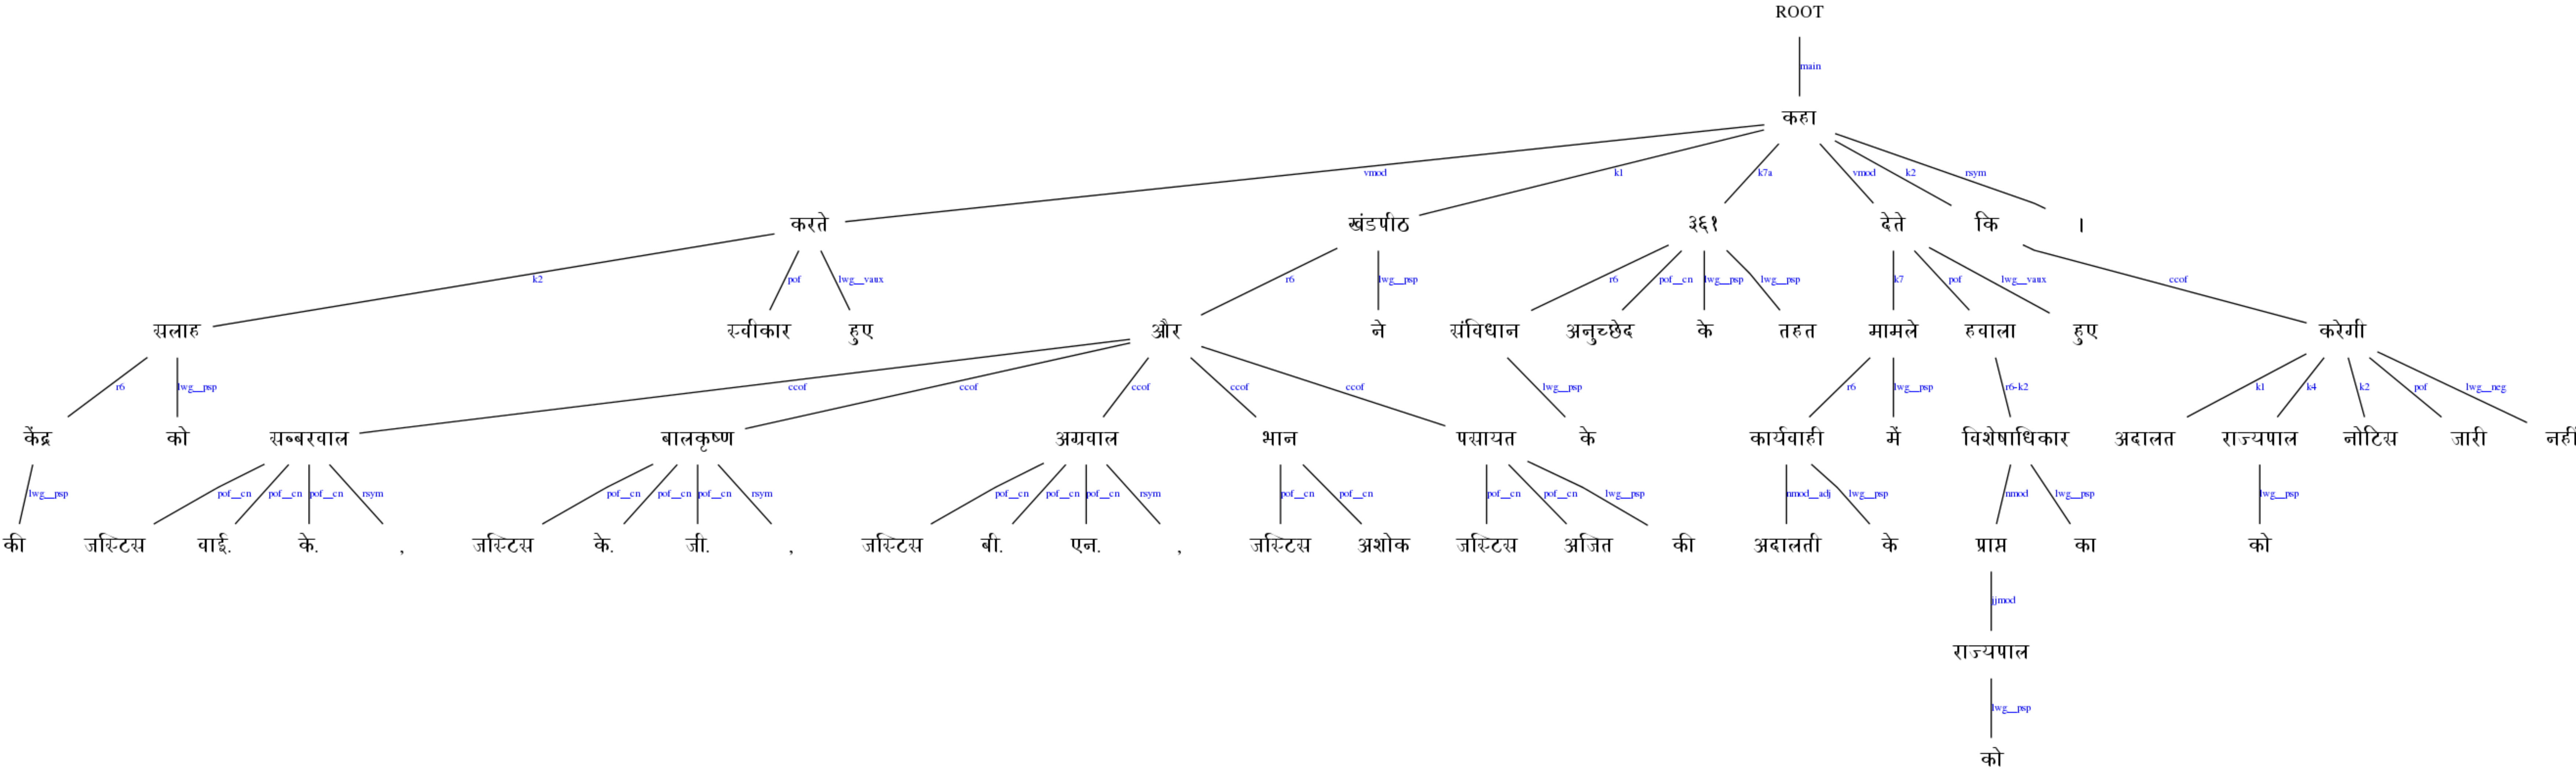 ROOT
main
कहा
vmod k1 k7a vmod k2 rsym
करते खंडपीठ ३६१ देते कि ।
k2 pof lwg__vaux r6 lwg__psp r6 pof__cn lwg__psp lwg__psp k7 pof lwg__vaux ccof
सलाह स्वीकार हुए और ने संविधान अनुच्छेद के तहत मामले हवाला हुए करेगी
r6 lwg__psp ccof ccof ccof ccof ccof lwg__psp r6 lwg__psp r6-k2 k1 k4 k2 pof lwg__neg
केंद्र को सब्बरवाल बालकृष्ण अग्रवाल भान पसायत के कार्यवाही में विशेषाधिकार अदालत राज्यपाल नोटिस जारी नहीं
lwg__psp pof__cn pof__cn pof__cn rsym pof__cn pof__cn pof__cn rsym pof__cn pof__cn pof__cn rsym pof__cn pof__cn pof__cn pof__cn lwg__psp nmod__adj lwg__psp nmod lwg__psp lwg__psp
की जस्टिस वाई. के. , जस्टिस के. जी. , जस्टिस बी. एन. , जस्टिस अशोक जस्टिस अजित की अदालती के प्राप्त का को
jjmod
राज्यपाल
lwg__psp
को